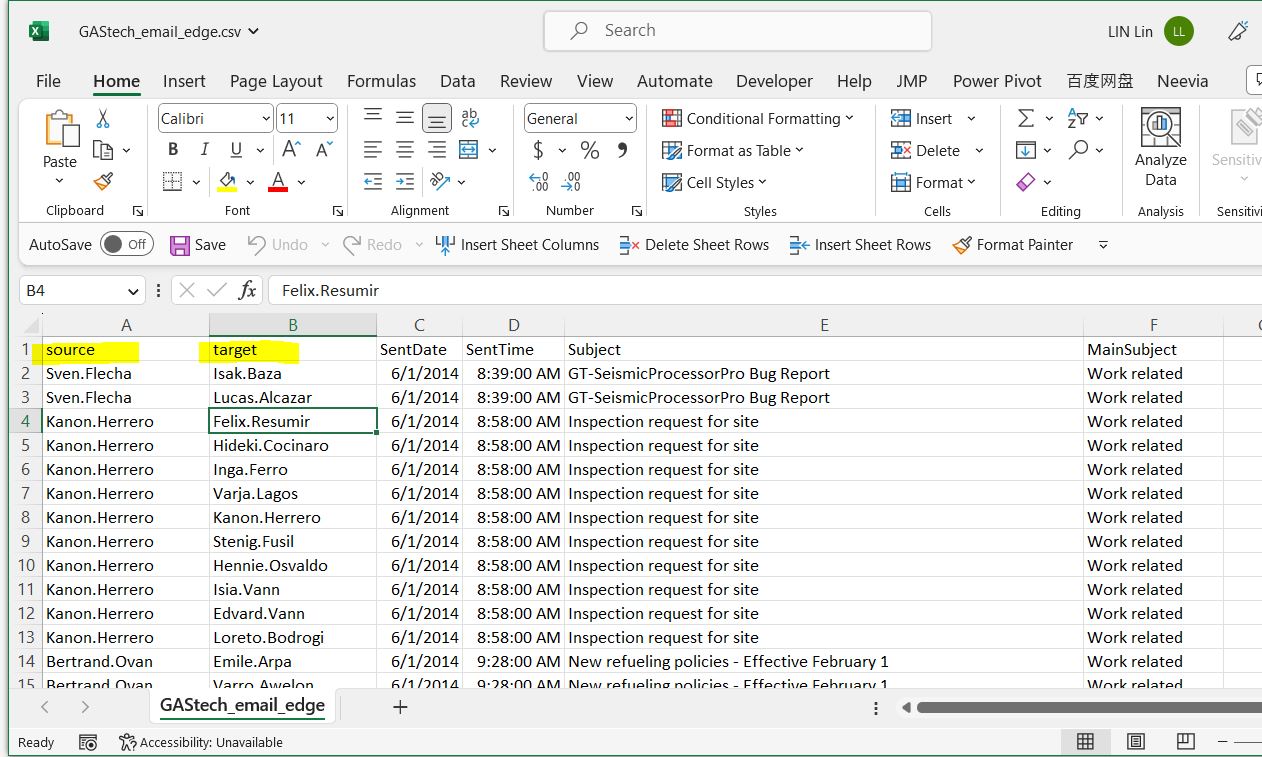 GAStech_email_edge.csv
Search
LIN Lin LL
File Home Insert Page Layout Formulas Data Review View Automate Developer Help JMP Power Pivot 百度网盘 Neevia
Paste
Clipboard
Calibri 11
B I U A A
A
Font
ab
Alignment
General
$ % 9
.00
.00
Number
Conditional Formatting
Format as Table
Cell Styles
Styles
Insert
Delete
Format
Cells
Editing
Analyze
Data
Analysis
AutoSave Off Save Undo Redo Insert Sheet Columns Delete Sheet Rows Insert Sheet Rows Format Painter
B4 fx Felix.Resumir
A B C D E F
1 source target SentDate SentTime Subject MainSubject
2 Sven.Flecha Isak.Baza 6/1/2014 8:39:00 AM GT-SeismicProcessorPro Bug Report Work related
3 Sven.Flecha Lucas.Alcazar 6/1/2014 8:39:00 AM GT-SeismicProcessorPro Bug Report Work related
4 Kanon.Herrero Felix.Resumir 6/1/2014 8:58:00 AM Inspection request for site Work related
5 Kanon.Herrero Hideki.Cocinaro 6/1/2014 8:58:00 AM Inspection request for site Work related
6 Kanon.Herrero Inga.Ferro 6/1/2014 8:58:00 AM Inspection request for site Work related
7 Kanon.Herrero Varja.Lagos 6/1/2014 8:58:00 AM Inspection request for site Work related
8 Kanon.Herrero Kanon.Herrero 6/1/2014 8:58:00 AM Inspection request for site Work related
9 Kanon.Herrero Stenig.Fusil 6/1/2014 8:58:00 AM Inspection request for site Work related
10 Kanon.Herrero Hennie.Osvaldo 6/1/2014 8:58:00 AM Inspection request for site Work related
11 Kanon.Herrero Isia.Vann 6/1/2014 8:58:00 AM Inspection request for site Work related
12 Kanon.Herrero Edvard.Vann 6/1/2014 8:58:00 AM Inspection request for site Work related
13 Kanon.Herrero Loreto.Bodrogi 6/1/2014 8:58:00 AM Inspection request for site Work related
14 Bertrand.Ovan Emile.Arpa 6/1/2014 9:28:00 AM New refueling policies - Effective February 1 Work related
15 Bertrand.Ovan Varro.Awelon 6/1/2014 9:28:00 AM New refueling policies - Effective February 1 Work related
GAStech_email_edge
Ready Accessibility: Unavailable